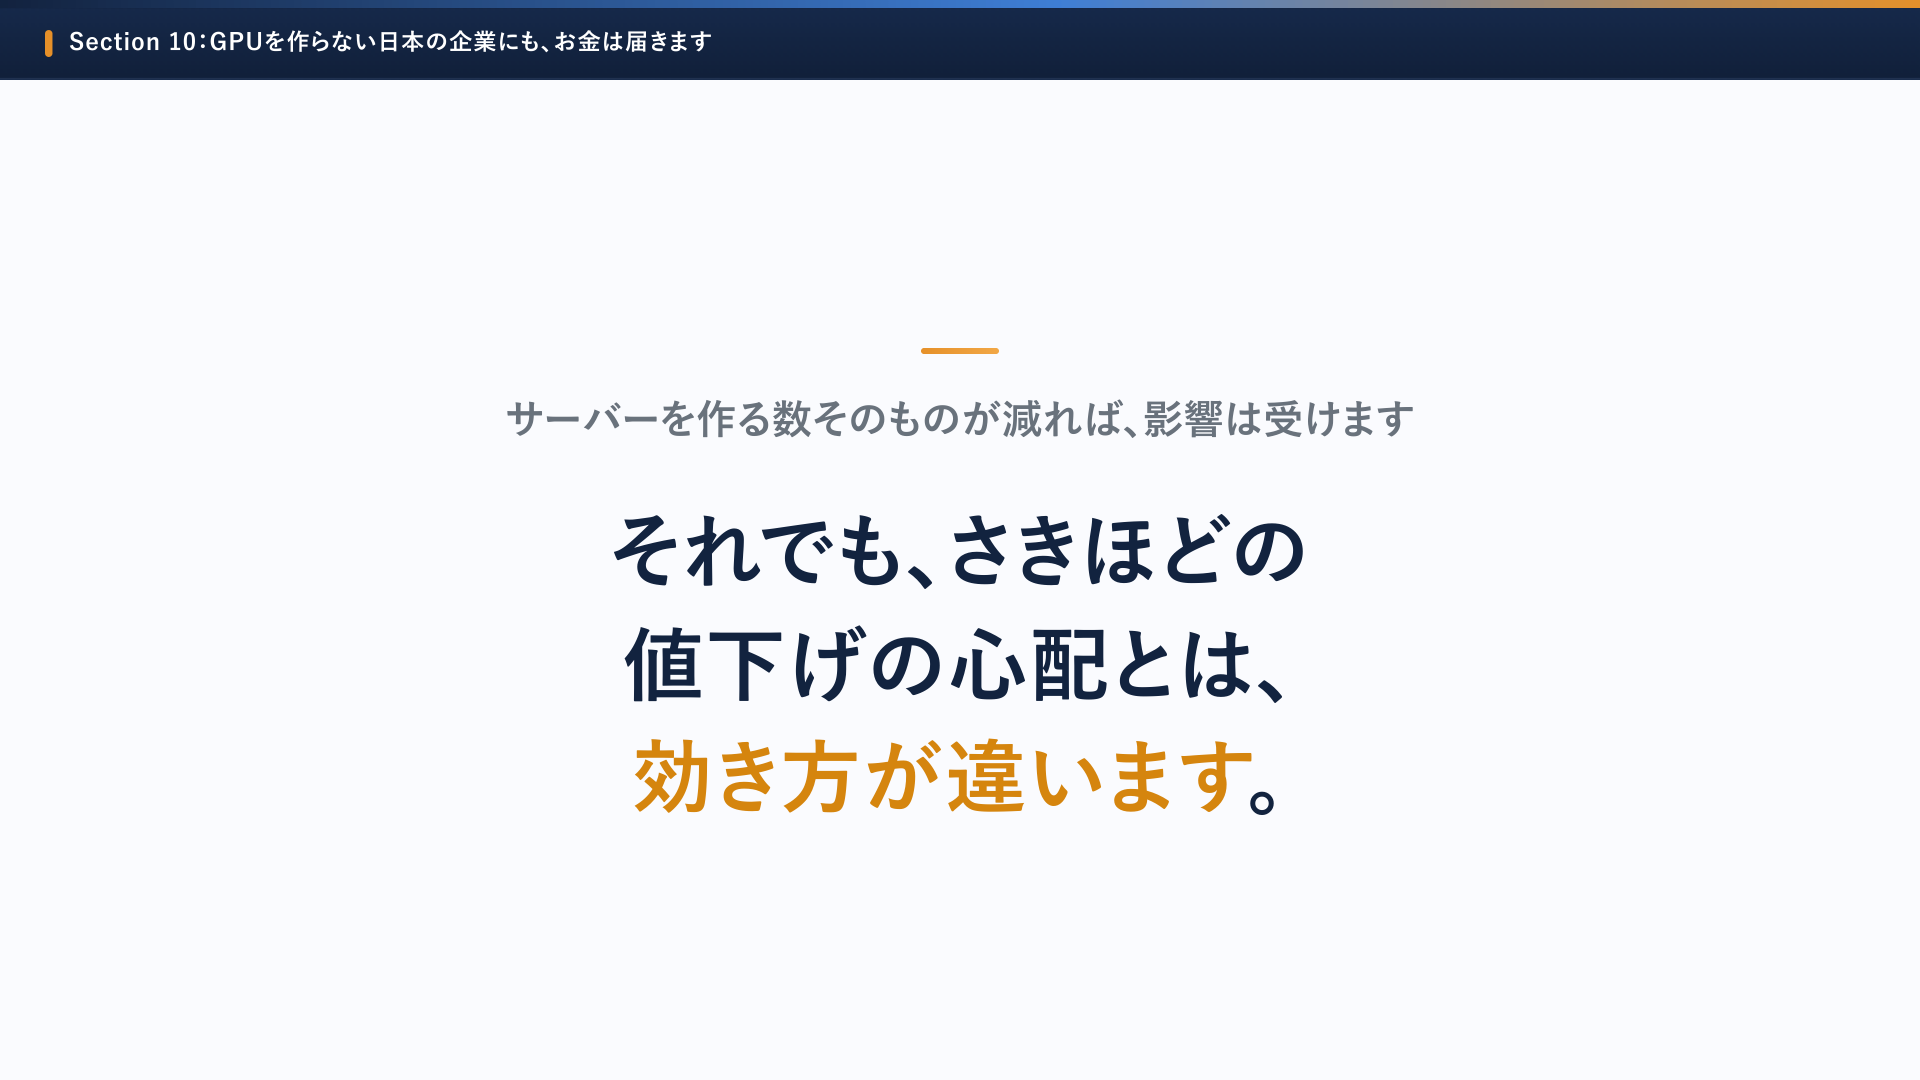 Section 10：GPUを作らない日本の企業にも、お金は届きます
サーバーを作る数そのものが減れば、影響は受けます
それでも、さきほどの
値下げの心配とは、
効き方が違います。